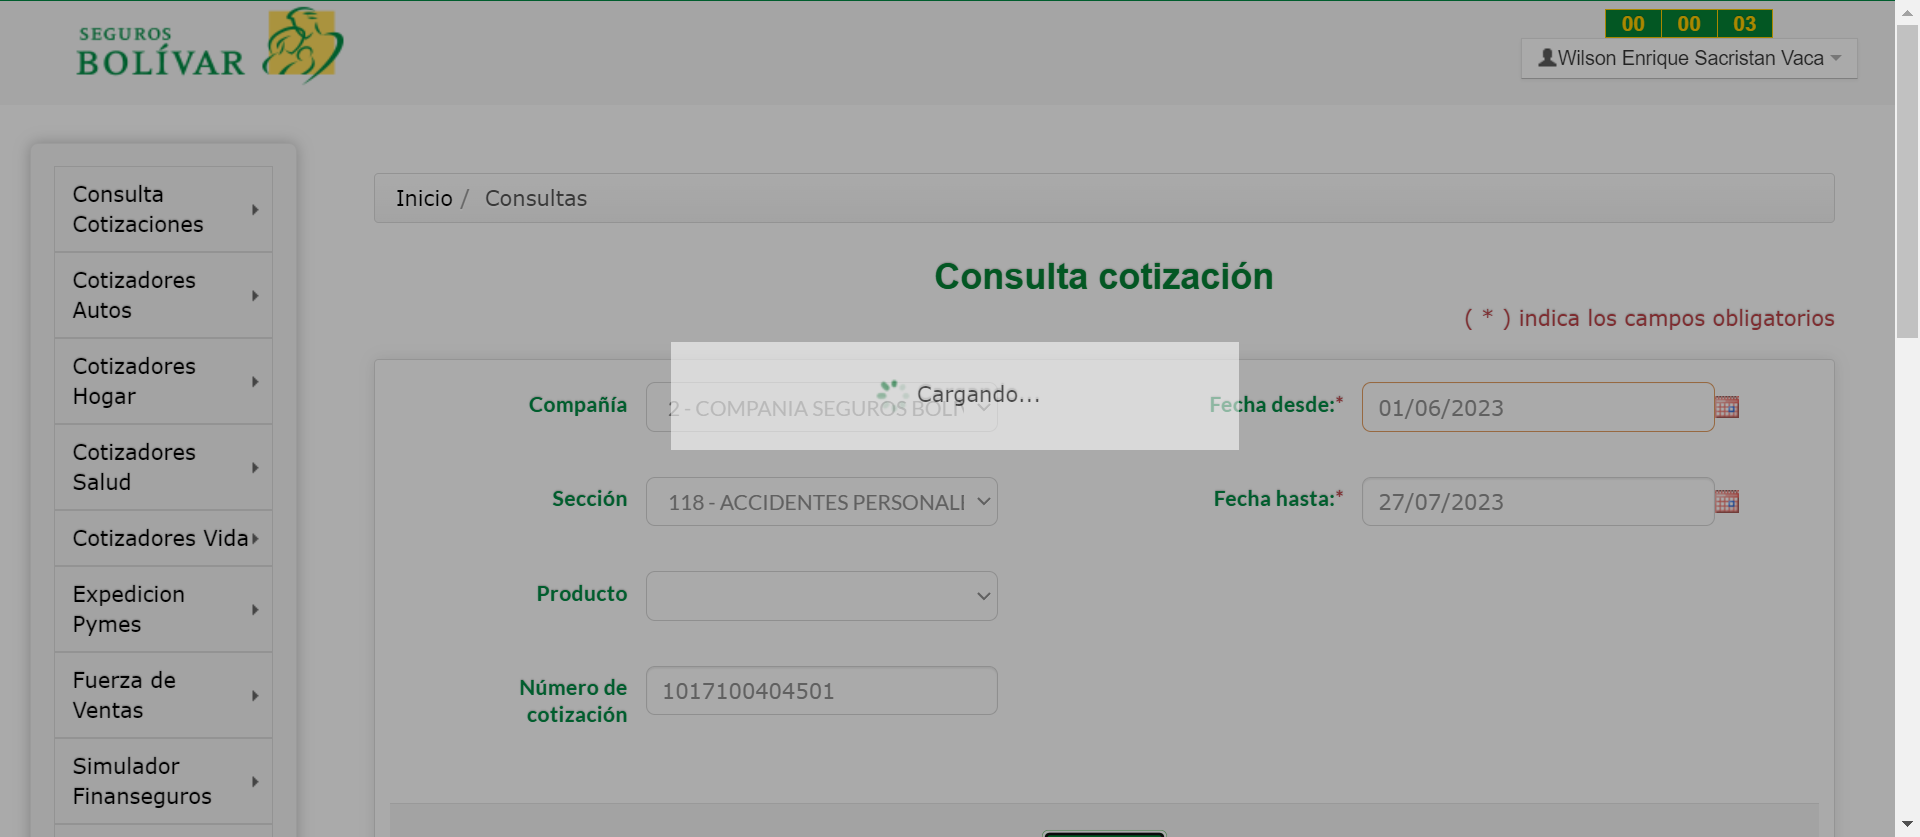 SEGUROS
BOLÍVAR
00 00 03
Wilson Enrique Sacristan Vaca
Consulta
Cotizaciones
Cotizadores
Autos
Cotizadores
Hogar
Cotizadores
Salud
Cotizadores Vida
Expedicion
Pymes
Fuerza de
Ventas
Simulador
Finanseguros
Inicio / Consultas
Consulta cotización
( * ) indica los campos obligatorios
Cargando...
Compañía 2 - COMPANIA SEGUROS BOLI
Fecha desde:* 01/06/2023
Sección 118 - ACCIDENTES PERSONALI
Fecha hasta:* 27/07/2023
Producto
Número de
cotización
1017100404501